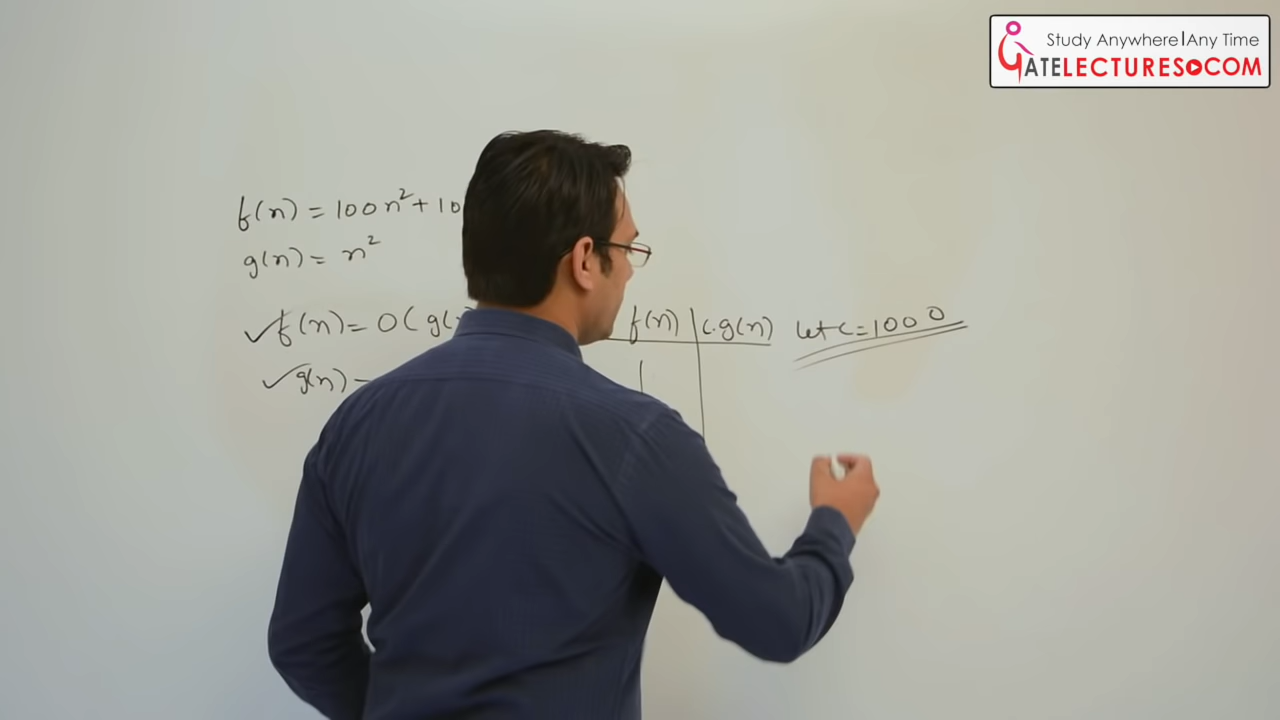 Study Anywhere|Any Time
GATELECTURES.COM
f(n) = 100n² + 10
g(n) = n²
✓f(n) = O(g(
f(n) | c.g(n)
let c=1000
✓g(n) =